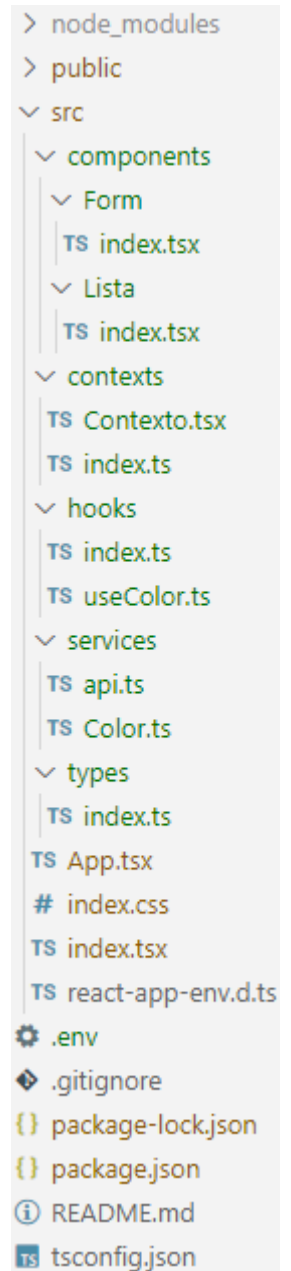 node_modules
public
src
components
Form
TS index.tsx
Lista
TS index.tsx
contexts
TS Contexto.tsx
TS index.ts
hooks
TS index.ts
TS useColor.ts
services
TS api.ts
TS Color.ts
types
TS index.ts
TS App.tsx
# index.css
TS index.tsx
TS react-app-env.d.ts
.env
.gitignore
{} package-lock.json
{} package.json
README.md
TS tsconfig.json